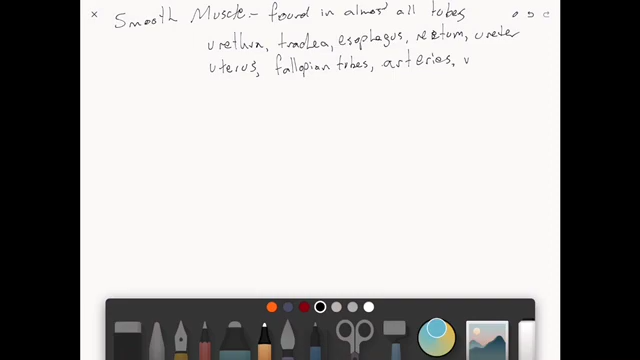 Smooth Muscle - found in almost all tubes
urethra, trachea, esophagus, rectum, ureter
uterus, fallopian tubes, arteries, v